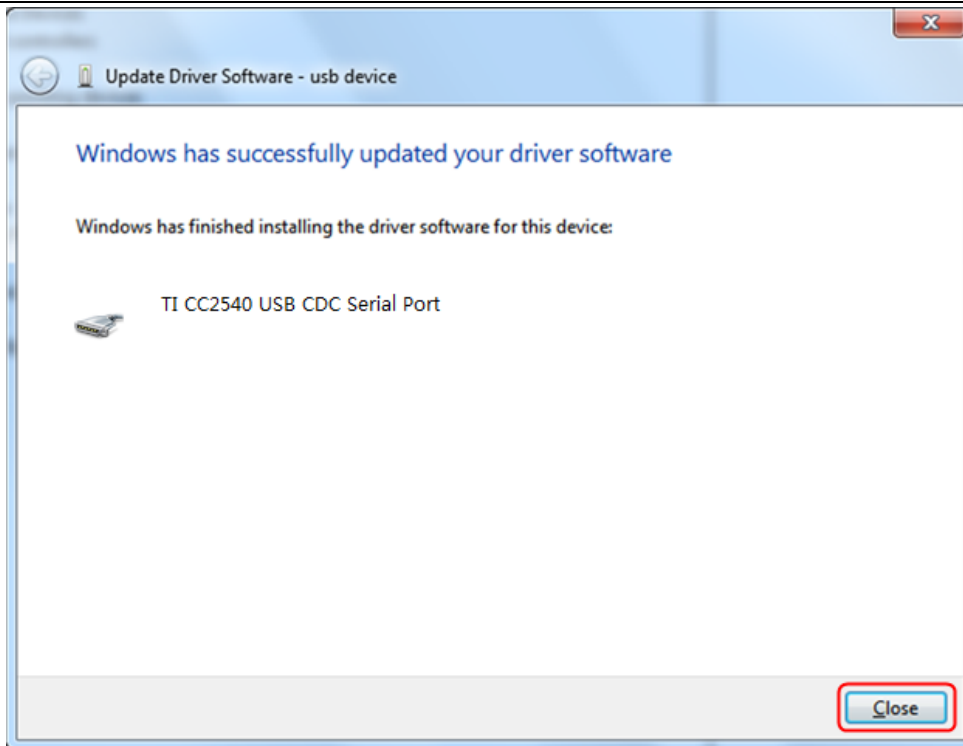 Update Driver Software - usb device
Windows has successfully updated your driver software
Windows has finished installing the driver software for this device:
TI CC2540 USB CDC Serial Port
Close